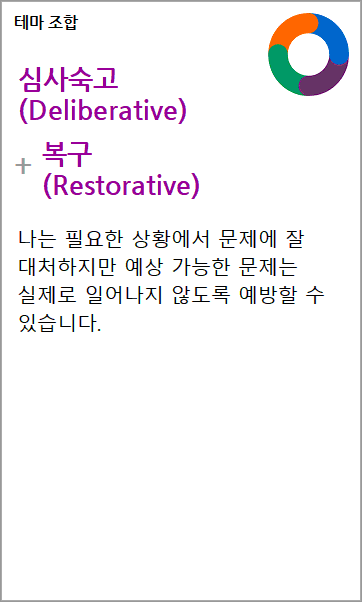 테마 조합
심사숙고
(Deliberative)
+ 복구
(Restorative)
나는 필요한 상황에서 문제에 잘
대처하지만 예상 가능한 문제는
실제로 일어나지 않도록 예방할 수
있습니다.